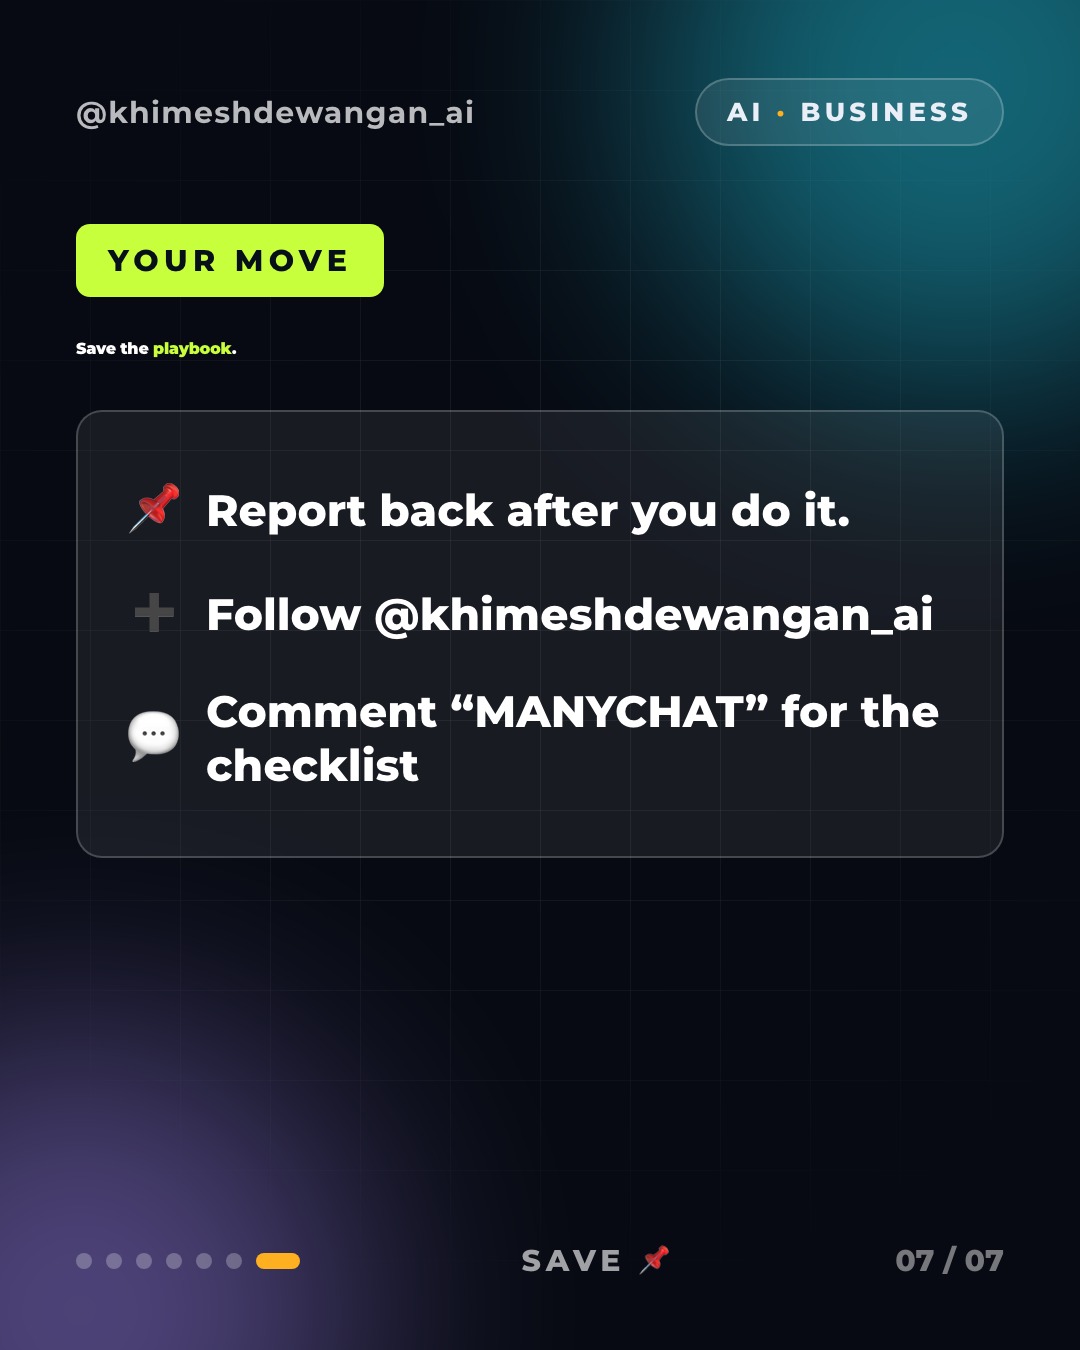 @khimeshdewangan_ai
AI · BUSINESS
YOUR MOVE
Save the playbook.
📌 Report back after you do it.
➕ Follow @khimeshdewangan_ai
💬 Comment “MANYCHAT” for the
checklist
SAVE 📌
07 / 07